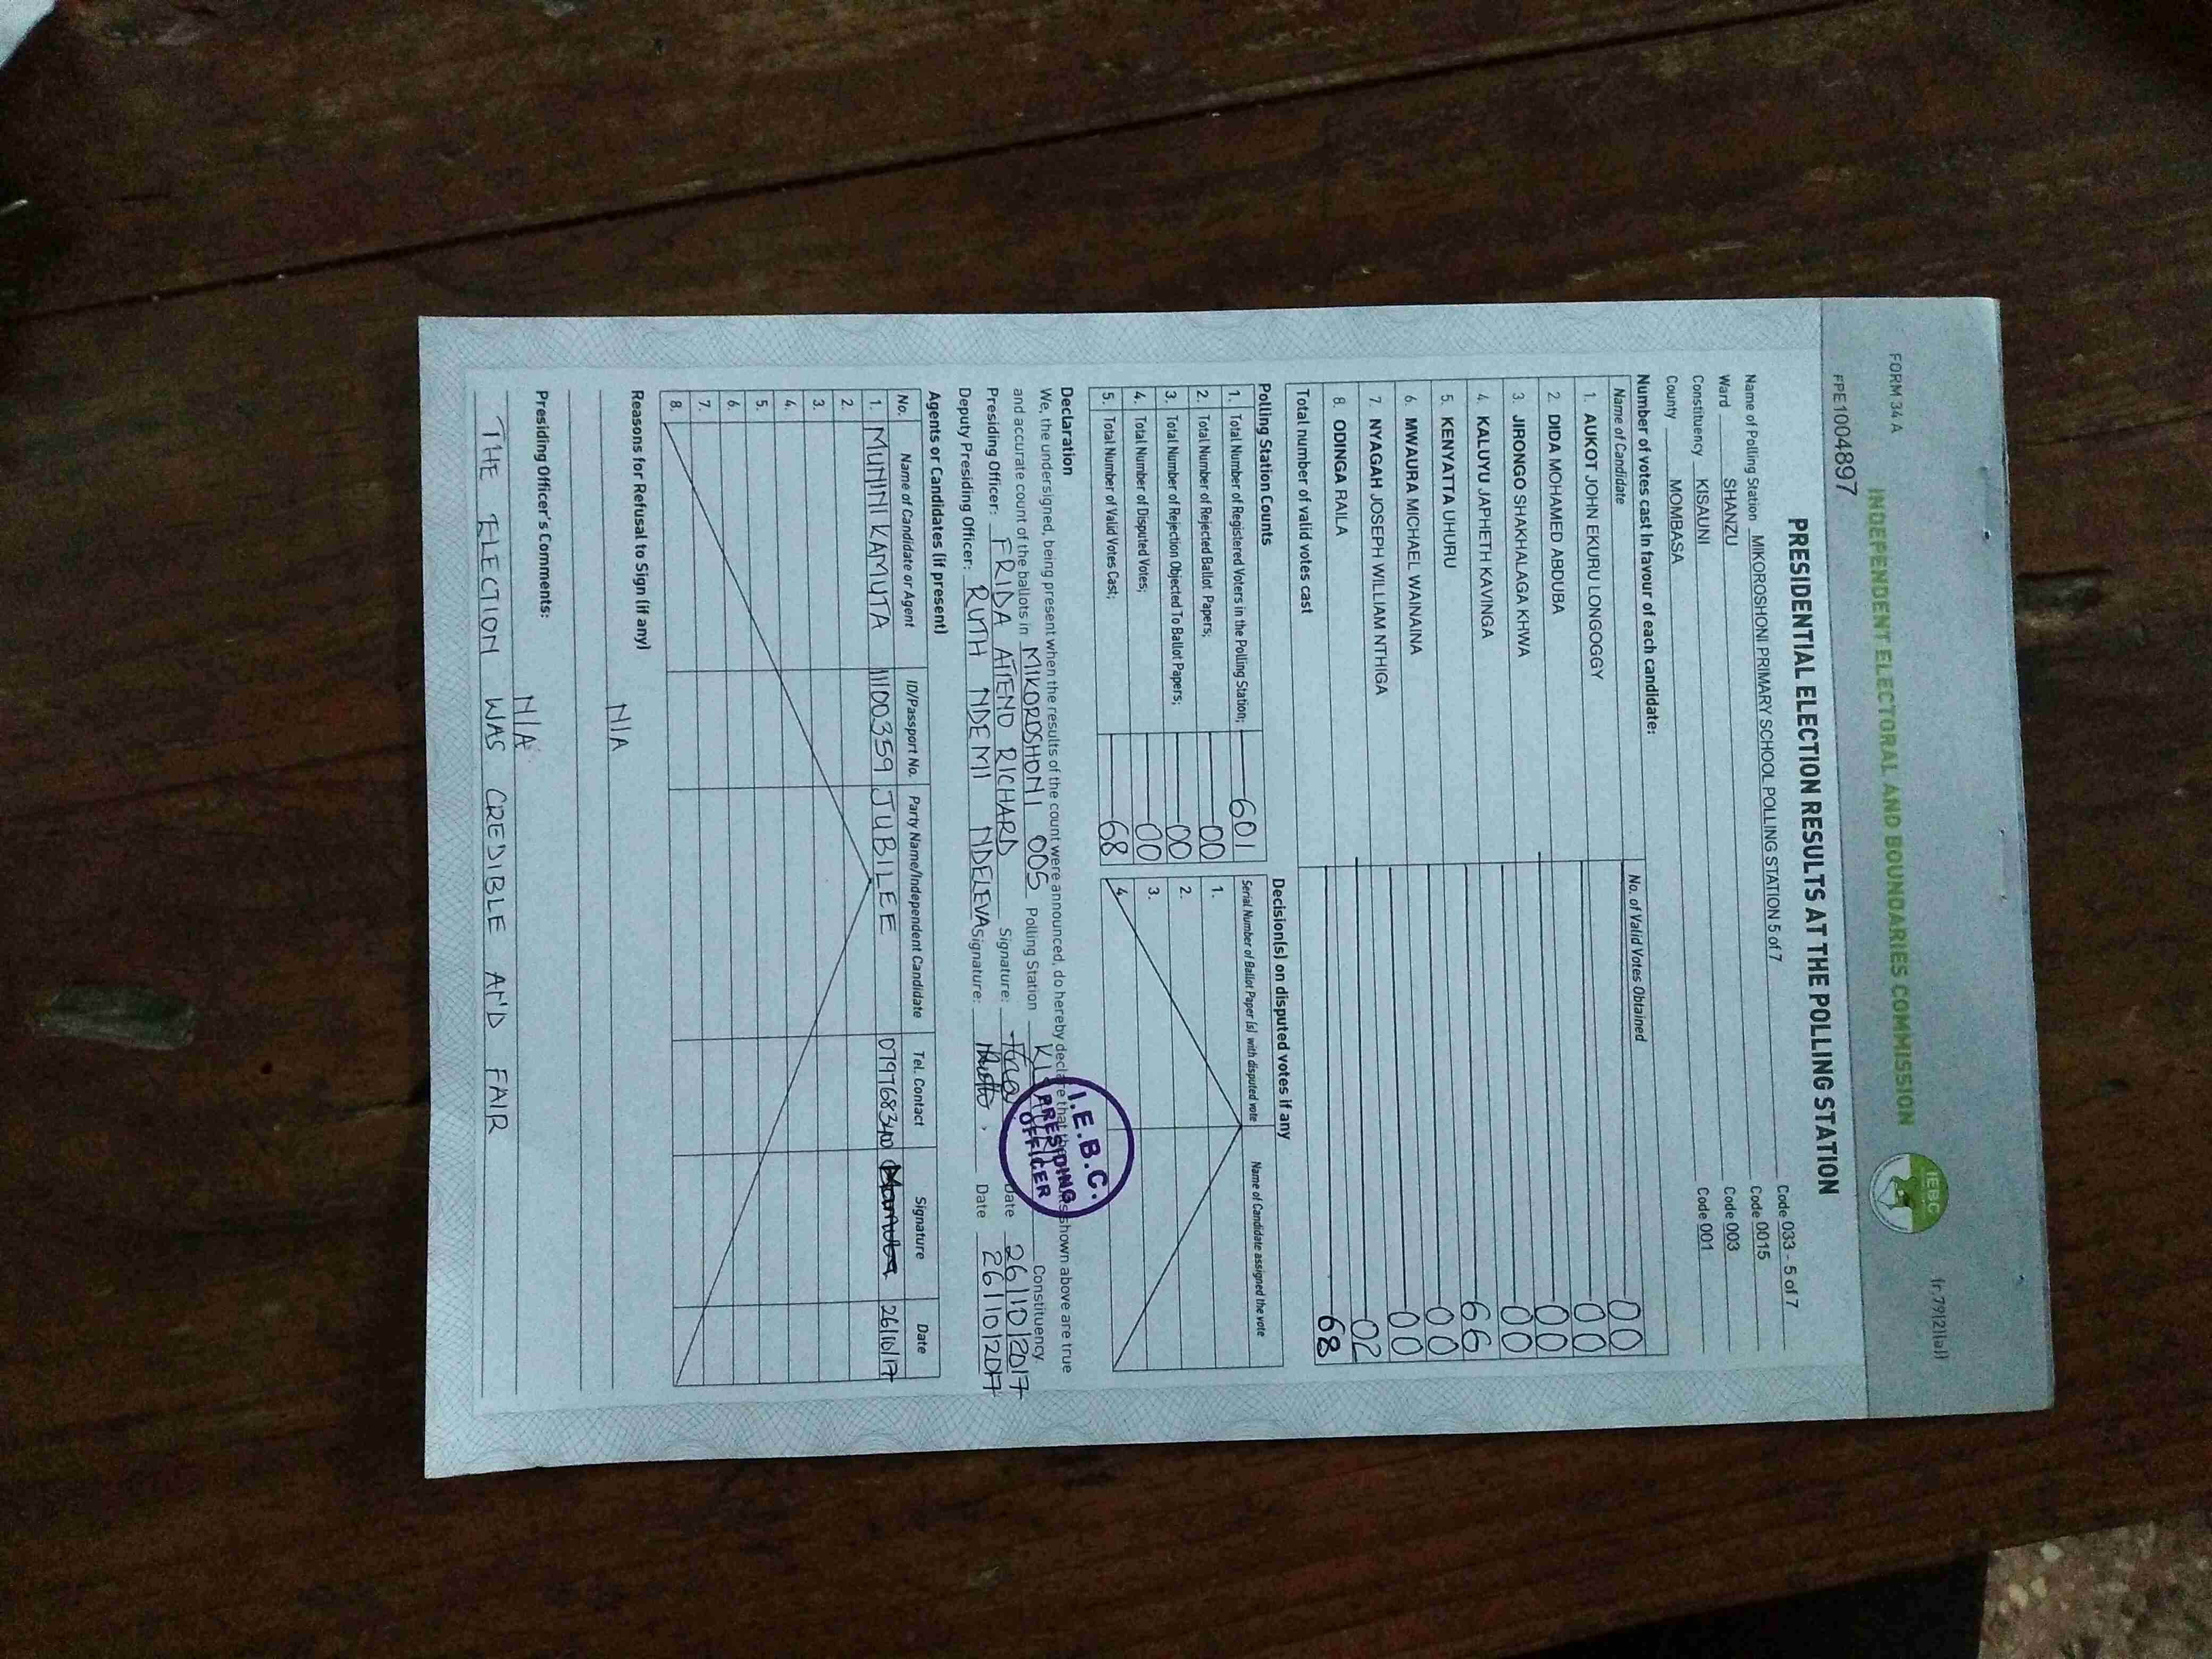 FORM 34 A
fr.79(2)(a))
INDEPENDENT ELECTORAL AND BOUNDARIES COMMISSION
IEBC
FPE1004897
PRESIDENTIAL ELECTION RESULTS AT THE POLLING STATION
Name of Polling Station MIKOROSHONI PRIMARY SCHOOL POLLING STATION 5 of 7 Code 033 - 5 of 7
Ward SHANZU Code 0015
Constituency KISAUNI Code 003
County MOMBASA Code 001
Number of votes cast In favour of each candidate:
Name of Candidate No. of Valid Votes Obtained
1. AUKOT JOHN EKURU LONGOGGY 00
2. DIDA MOHAMED ABDUBA 00
3. JIRONGO SHAKHALAGA KHWA 00
4. KALUYU JAPHETH KAVINGA 00
5. KENYATTA UHURU 66
6. MWAURA MICHAEL WAINAINA 00
7. NYAGAH JOSEPH WILLIAM NTHIGA 00
8. ODINGA RAILA 02
Total number of valid votes cast 68
Polling Station Counts
1. Total Number of Registered Voters in the Polling Station; 601
2. Total Number of Rejected Ballot Papers; 00
3. Total Number of Rejection Objected To Ballot Papers; 00
4. Total Number of Disputed Votes; 00
5. Total Number of Valid Votes Cast; 68
Decision(s) on disputed votes if any
Serial Number of Ballot Paper (s) with disputed vote Name of Candidate assigned the vote
1.
2.
3.
4.
Declaration
We, the undersigned, being present when the results of the count were announced, do hereby declare that the shown above are true
and accurate count of the ballots in MIKOROSHONI 005 Polling Station Constituency
Presiding Officer: FRIDA ATIENO RICHARD Signature: Date 26/10/2017
Deputy Presiding Officer: RUTH NDEMI NDELEVA Signature: Date 26/10/2017
I.E.B.C.
PRESIDING
OFFICER
Agents or Candidates (if present)
No. Name of Candidate or Agent ID/Passport No. Party Name/Independent Candidate Tel. Contact Signature Date
1. MUNINI KAMUTA 11100359 JUBILEE 0797683410 26/10/17
2.
3.
4.
5.
6.
7.
8.
Reasons for Refusal to Sign (if any)
N/A
Presiding Officer's Comments:
N/A
THE ELECTION WAS CREDIBLE AND FAIR